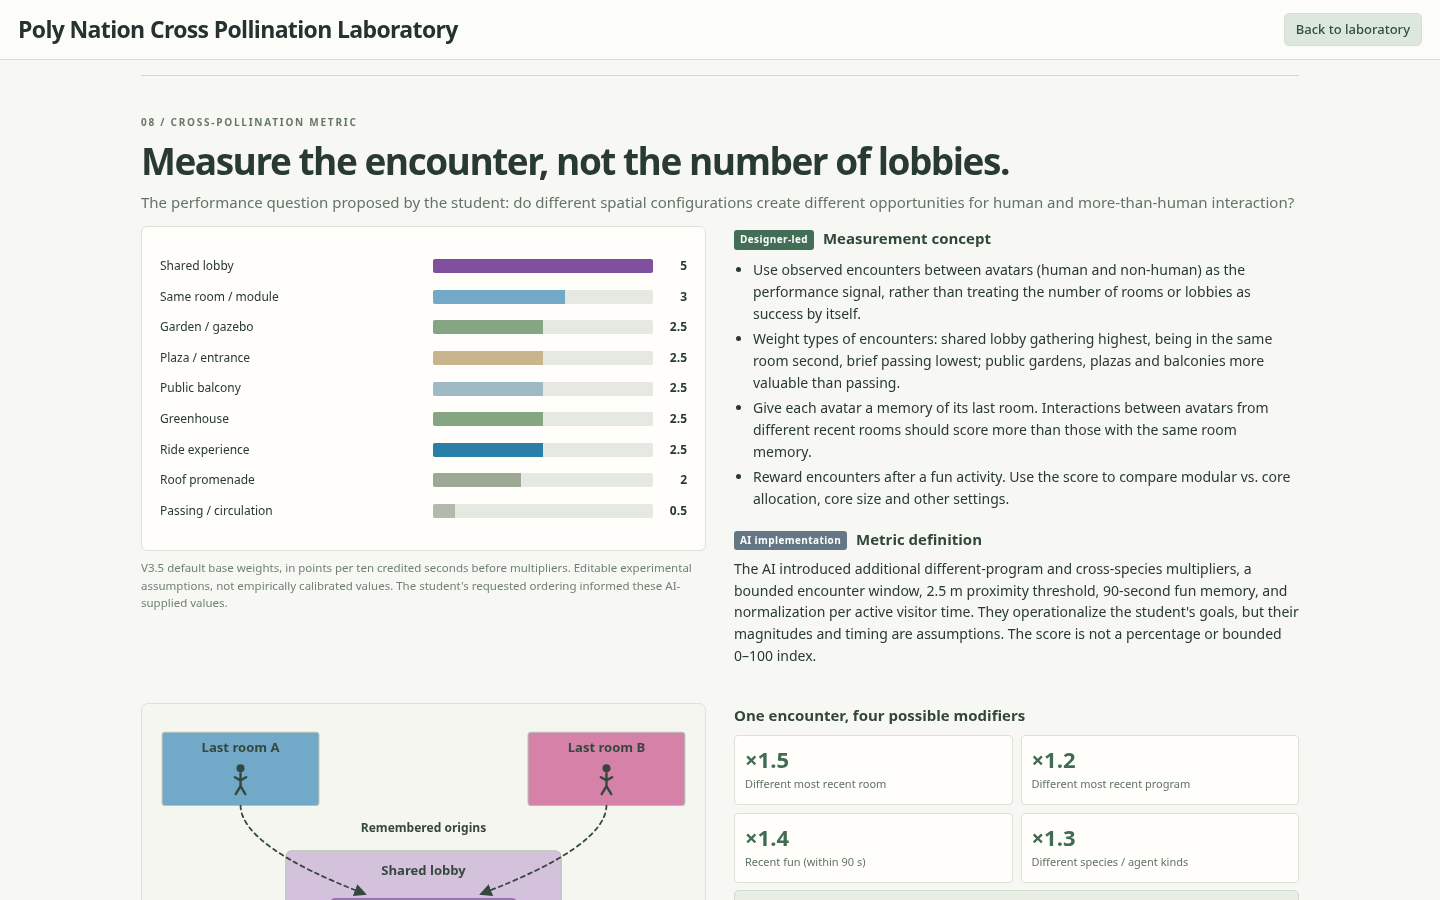 Poly Nation Cross Pollination Laboratory
Back to laboratory
08 / CROSS-POLLINATION METRIC
Measure the encounter, not the number of lobbies.
The performance question proposed by the student: do different spatial configurations create different opportunities for human and more-than-human interaction?
Shared lobby 5
Same room / module 3
Garden / gazebo 2.5
Plaza / entrance 2.5
Public balcony 2.5
Greenhouse 2.5
Ride experience 2.5
Roof promenade 2
Passing / circulation 0.5
V3.5 default base weights, in points per ten credited seconds before multipliers. Editable experimental
assumptions, not empirically calibrated values. The student's requested ordering informed these AI-
supplied values.
Designer-led Measurement concept
• Use observed encounters between avatars (human and non-human) as the
performance signal, rather than treating the number of rooms or lobbies as
success by itself.
• Weight types of encounters: shared lobby gathering highest, being in the same
room second, brief passing lowest; public gardens, plazas and balconies more
valuable than passing.
• Give each avatar a memory of its last room. Interactions between avatars from
different recent rooms should score more than those with the same room
memory.
• Reward encounters after a fun activity. Use the score to compare modular vs. core
allocation, core size and other settings.
AI implementation Metric definition
The AI introduced additional different-program and cross-species multipliers, a
bounded encounter window, 2.5 m proximity threshold, 90-second fun memory, and
normalization per active visitor time. They operationalize the student's goals, but their
magnitudes and timing are assumptions. The score is not a percentage or bounded
0–100 index.
Last room A
Last room B
Remembered origins
Shared lobby
One encounter, four possible modifiers
×1.5
Different most recent room
×1.2
Different most recent program
×1.4
Recent fun (within 90 s)
×1.3
Different species / agent kinds